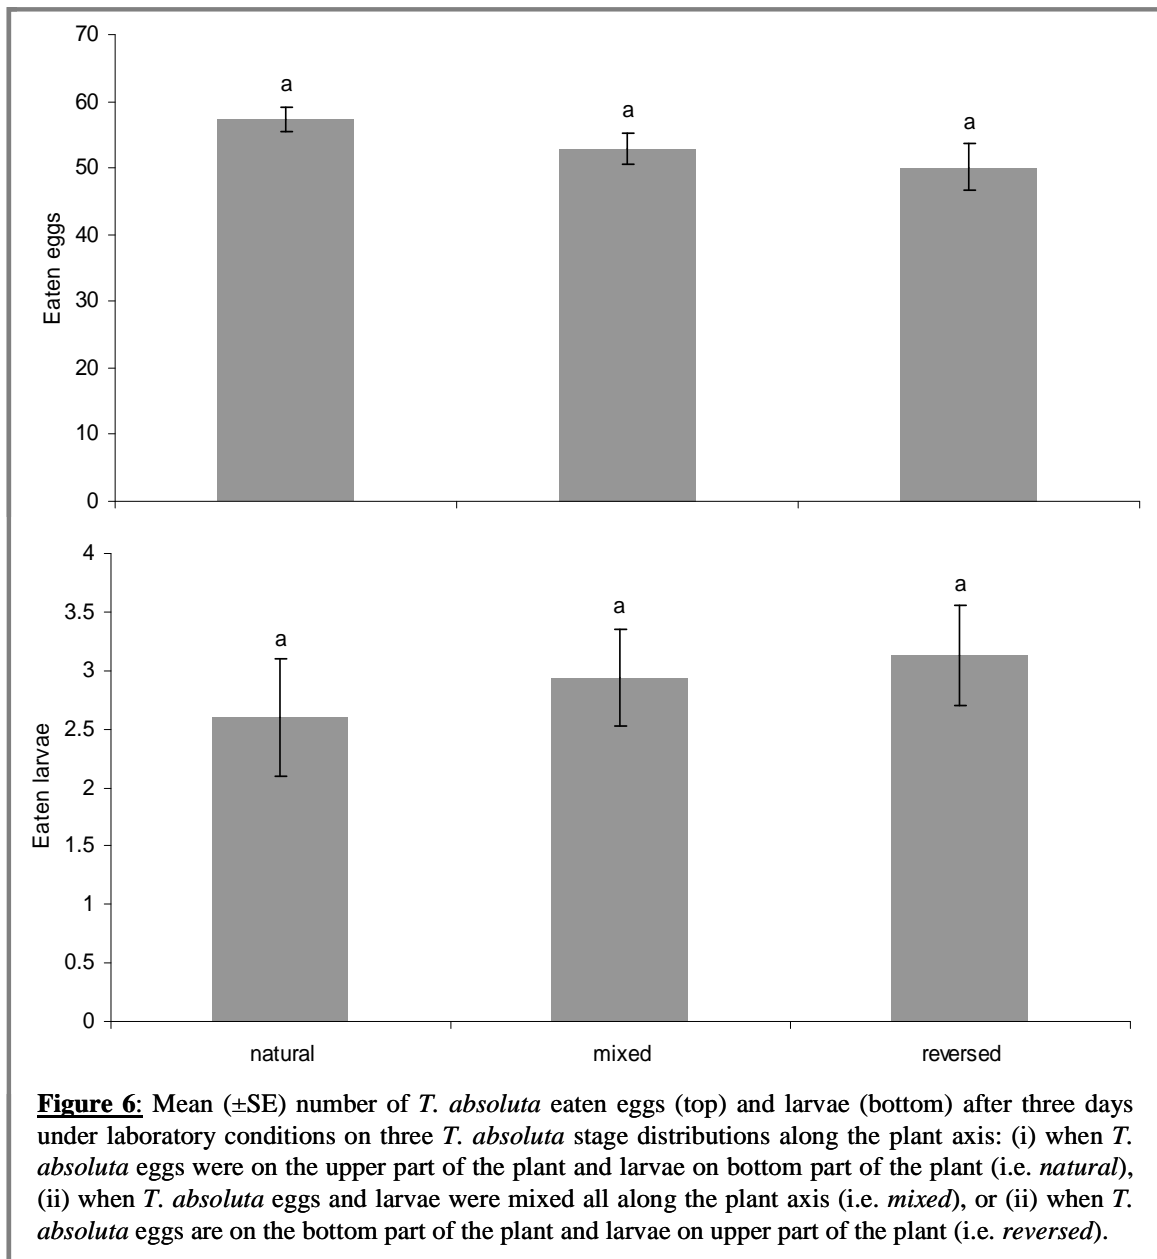 70
60
50
40
30
20
10
0
Eaten eggs
a
a
a
4
3.5
3
2.5
2
1.5
1
0.5
0
Eaten larvae
a
a
a
natural
mixed
reversed
Figure 6: Mean (±SE) number of T. absoluta eaten eggs (top) and larvae (bottom) after three days
under laboratory conditions on three T. absoluta stage distributions along the plant axis: (i) when T.
absoluta eggs were on the upper part of the plant and larvae on bottom part of the plant (i.e. natural),
(ii) when T. absoluta eggs and larvae were mixed all along the plant axis (i.e. mixed), or (ii) when T.
absoluta eggs are on the bottom part of the plant and larvae on upper part of the plant (i.e. reversed).